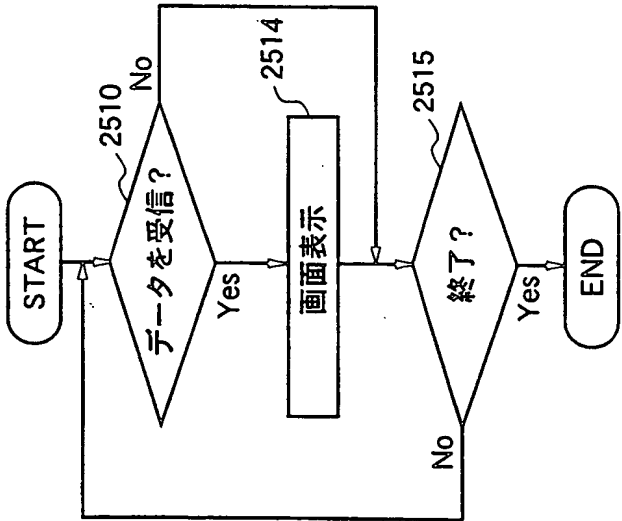 START
データを受信?
2510
No
Yes
画面表示
2514
終了?
2515
No
Yes
END